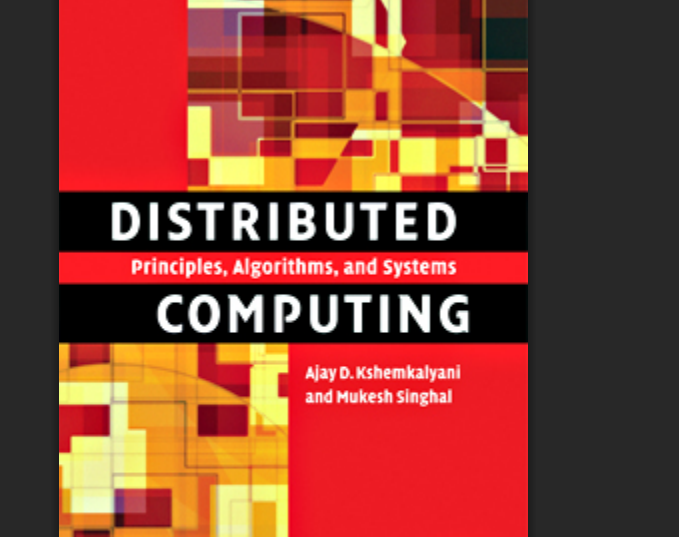 DISTRIBUTED
Principles, Algorithms, and Systems
COMPUTING
Ajay D. Kshemkalyani
and Mukesh Singhal